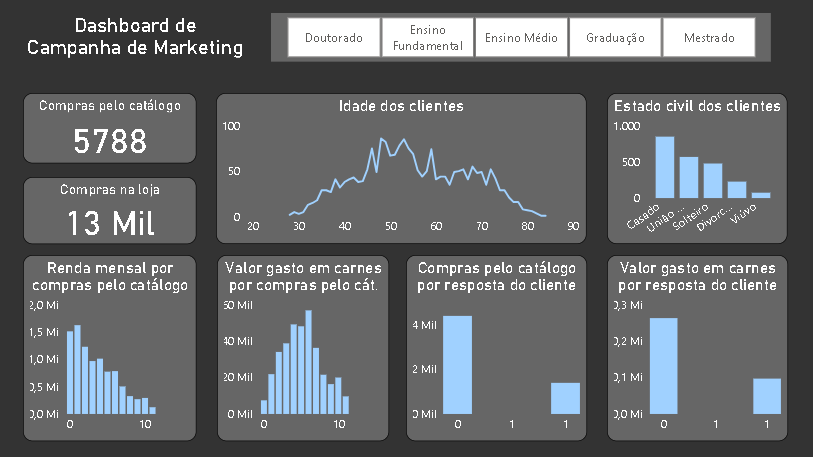 Dashboard de
Campanha de Marketing
Doutorado
Ensino
Fundamental
Ensino Médio
Graduação
Mestrado
Compras pelo catálogo
5788
Compras na loja
13 Mil
Idade dos clientes
100
50
0
20 30 40 50 60 70 80 90
Estado civil dos clientes
1.000
500
0
Casado
União ...
Solteiro
Divorc...
Viúvo
Renda mensal por
compras pelo catálogo
2,0 Mi
1,5 Mi
1,0 Mi
0,5 Mi
0,0 Mi
0 10
Valor gasto em carnes
por compras pelo cát.
60 Mil
40 Mil
20 Mil
0 Mil
0 10
Compras pelo catálogo
por resposta do cliente
4 Mil
2 Mil
0 Mil
0 1 1
Valor gasto em carnes
por resposta do cliente
0,3 Mi
0,2 Mi
0,1 Mi
0,0 Mi
0 1 1